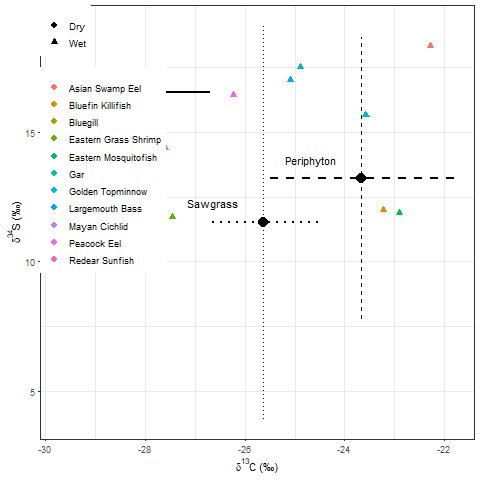 Dry
Wet
Asian Swamp Eel
Bluefin Killifish
Bluegill
Eastern Grass Shrimp
Eastern Mosquitofish
Gar
Golden Topminnow
Largemouth Bass
Mayan Cichlid
Peacock Eel
Redear Sunfish
Periphyton
Sawgrass
15
10
5
-30
-28
-26
-24
-22
δ³⁴S (‰)
δ¹³C (‰)